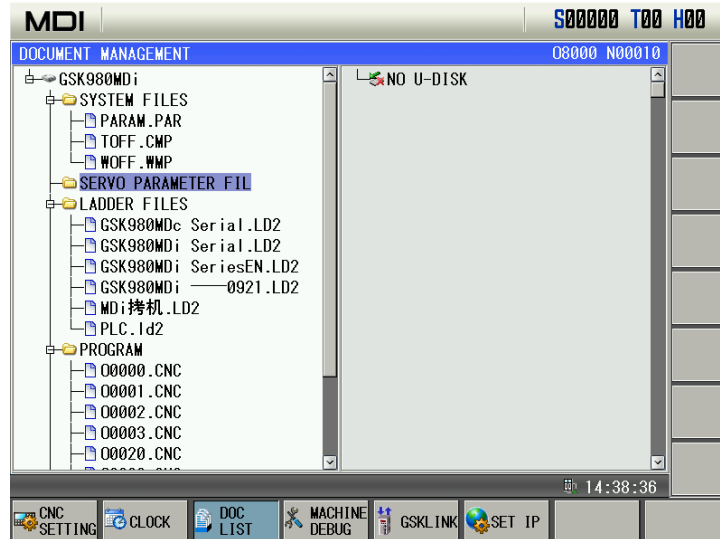 MDI S00000 T00 H00
DOCUMENT MANAGEMENT O8000 N00010
GSK980MDi
SYSTEM FILES
PARAM.PAR
TOFF.CMP
WOFF.WMP
SERVO PARAMETER FIL
LADDER FILES
GSK980MDc Serial.LD2
GSK980MDi Serial.LD2
GSK980MDi SeriesEN.LD2
GSK980MDi ——0921.LD2
MDi拷机.LD2
PLC.ld2
PROGRAM
O0000.CNC
O0001.CNC
O0002.CNC
O0003.CNC
O0020.CNC
NO U-DISK
14:38:36
CNC SETTING
CLOCK
DOC LIST
MACHINE DEBUG
GSKLINK
SET IP